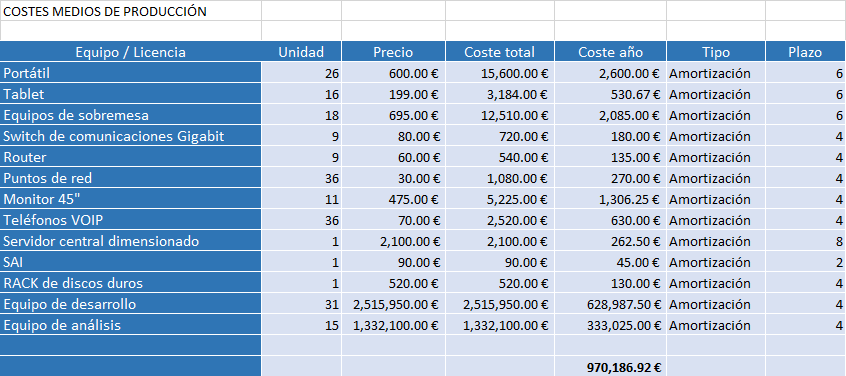 COSTES MEDIOS DE PRODUCCIÓN
Equipo / Licencia Unidad Precio Coste total Coste año Tipo Plazo
Portátil 26 600.00 € 15,600.00 € 2,600.00 € Amortización 6
Tablet 16 199.00 € 3,184.00 € 530.67 € Amortización 6
Equipos de sobremesa 18 695.00 € 12,510.00 € 2,085.00 € Amortización 6
Switch de comunicaciones Gigabit 9 80.00 € 720.00 € 180.00 € Amortización 4
Router 9 60.00 € 540.00 € 135.00 € Amortización 4
Puntos de red 36 30.00 € 1,080.00 € 270.00 € Amortización 4
Monitor 45" 11 475.00 € 5,225.00 € 1,306.25 € Amortización 4
Teléfonos VOIP 36 70.00 € 2,520.00 € 630.00 € Amortización 4
Servidor central dimensionado 1 2,100.00 € 2,100.00 € 262.50 € Amortización 8
SAI 1 90.00 € 90.00 € 45.00 € Amortización 2
RACK de discos duros 1 520.00 € 520.00 € 130.00 € Amortización 4
Equipo de desarrollo 31 2,515,950.00 € 2,515,950.00 € 628,987.50 € Amortización 4
Equipo de análisis 15 1,332,100.00 € 1,332,100.00 € 333,025.00 € Amortización 4
970,186.92 €